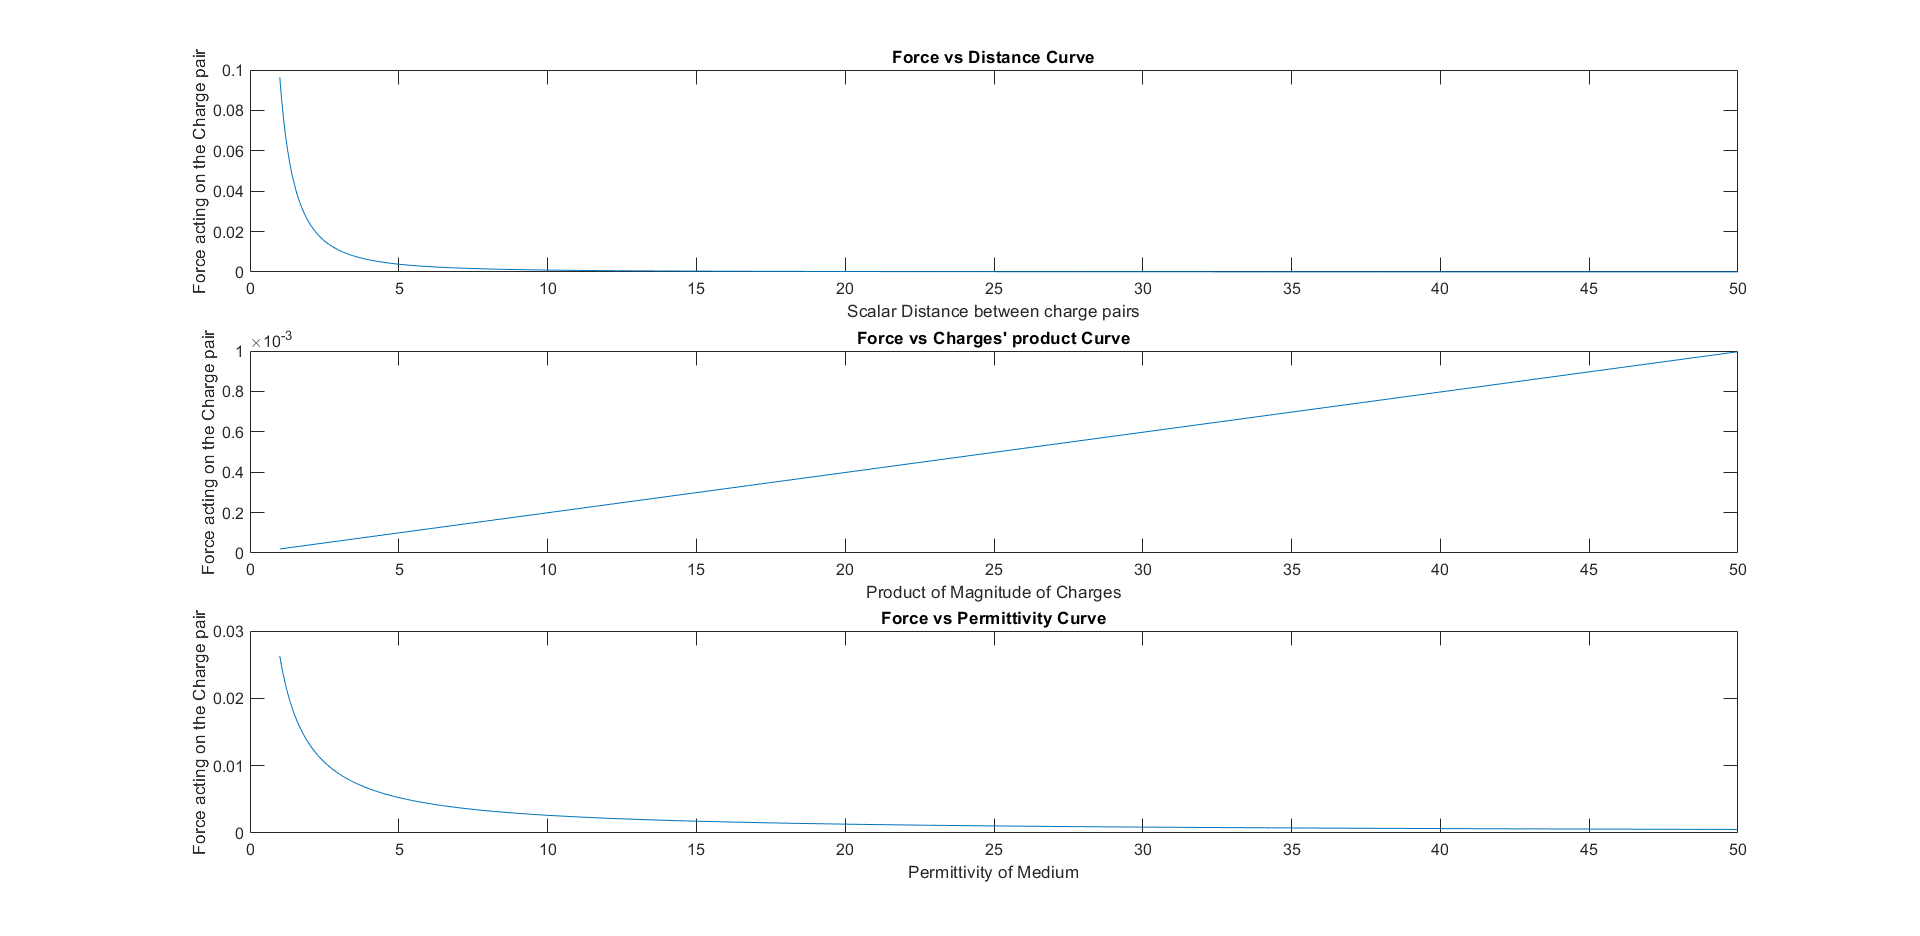 Force vs Distance Curve
Force acting on the Charge pair
0.1
0.08
0.06
0.04
0.02
0
0 5 10 15 20 25 30 35 40 45 50
Scalar Distance between charge pairs
Force vs Charges' product Curve
×10-3
Force acting on the Charge pair
1
0.8
0.6
0.4
0.2
0
0 5 10 15 20 25 30 35 40 45 50
Product of Magnitude of Charges
Force vs Permittivity Curve
Force acting on the Charge pair
0.03
0.02
0.01
0
0 5 10 15 20 25 30 35 40 45 50
Permittivity of Medium